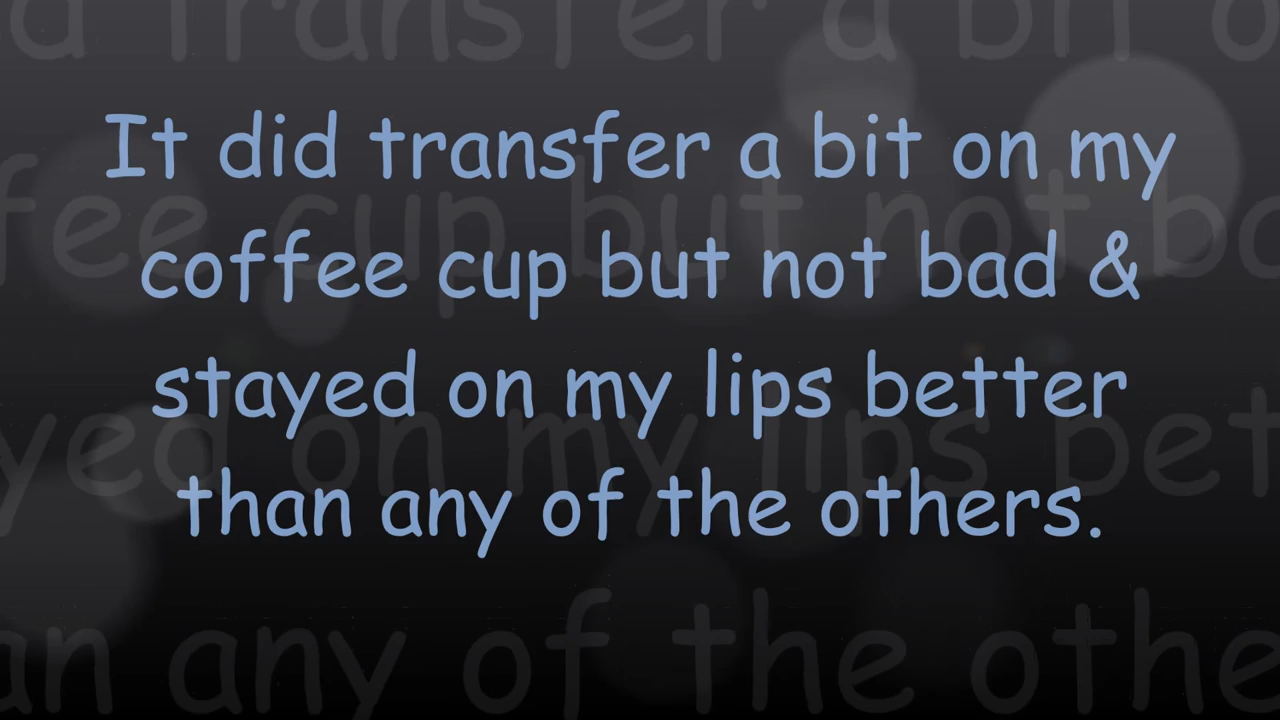 It did transfer a bit on my
coffee cup but not bad &
stayed on my lips better
than any of the others.